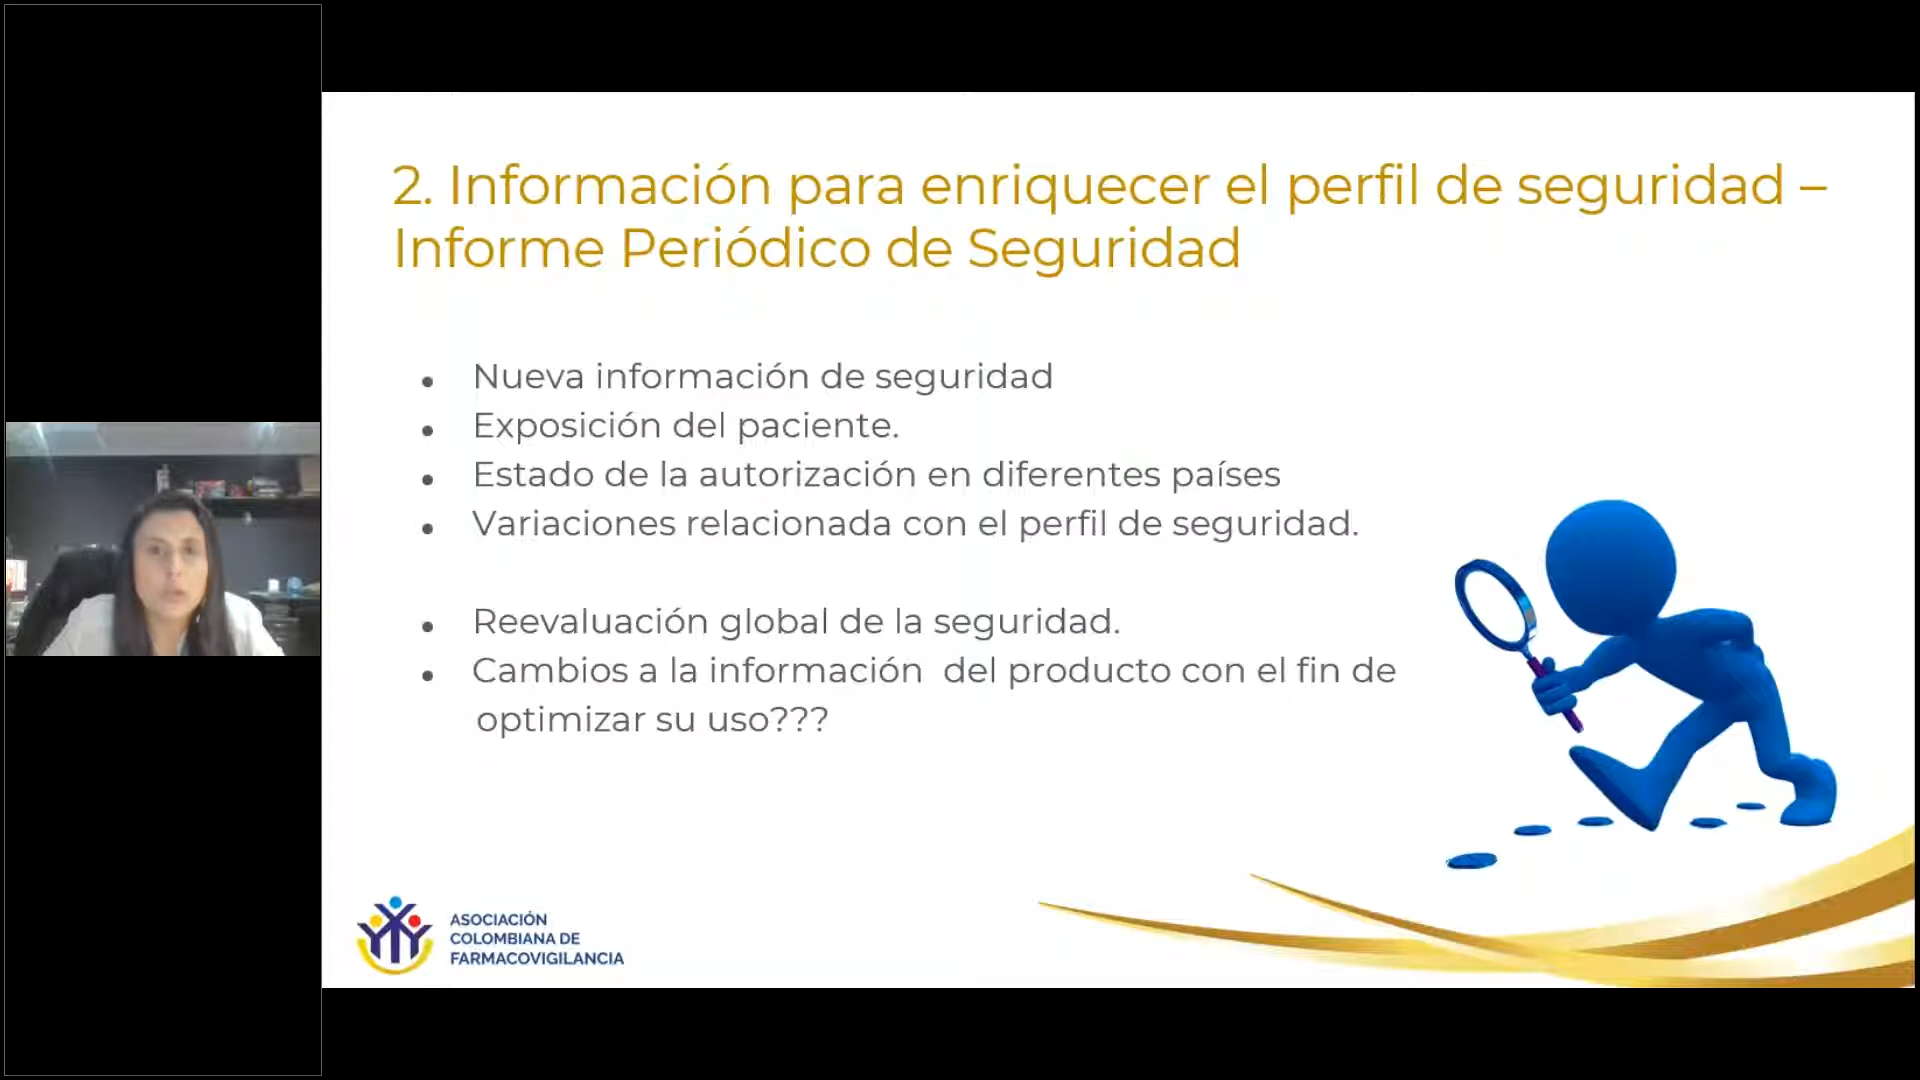 2. Información para enriquecer el perfil de seguridad –
Informe Periódico de Seguridad
• Nueva información de seguridad
• Exposición del paciente.
• Estado de la autorización en diferentes países
• Variaciones relacionada con el perfil de seguridad.
• Reevaluación global de la seguridad.
• Cambios a la información  del producto con el fin de
optimizar su uso???
ASOCIACIÓN
COLOMBIANA DE
FARMACOVIGILANCIA